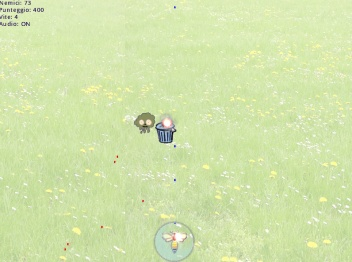 Nemici: 73
Punteggio: 400
Vite: 4
Audio: ON